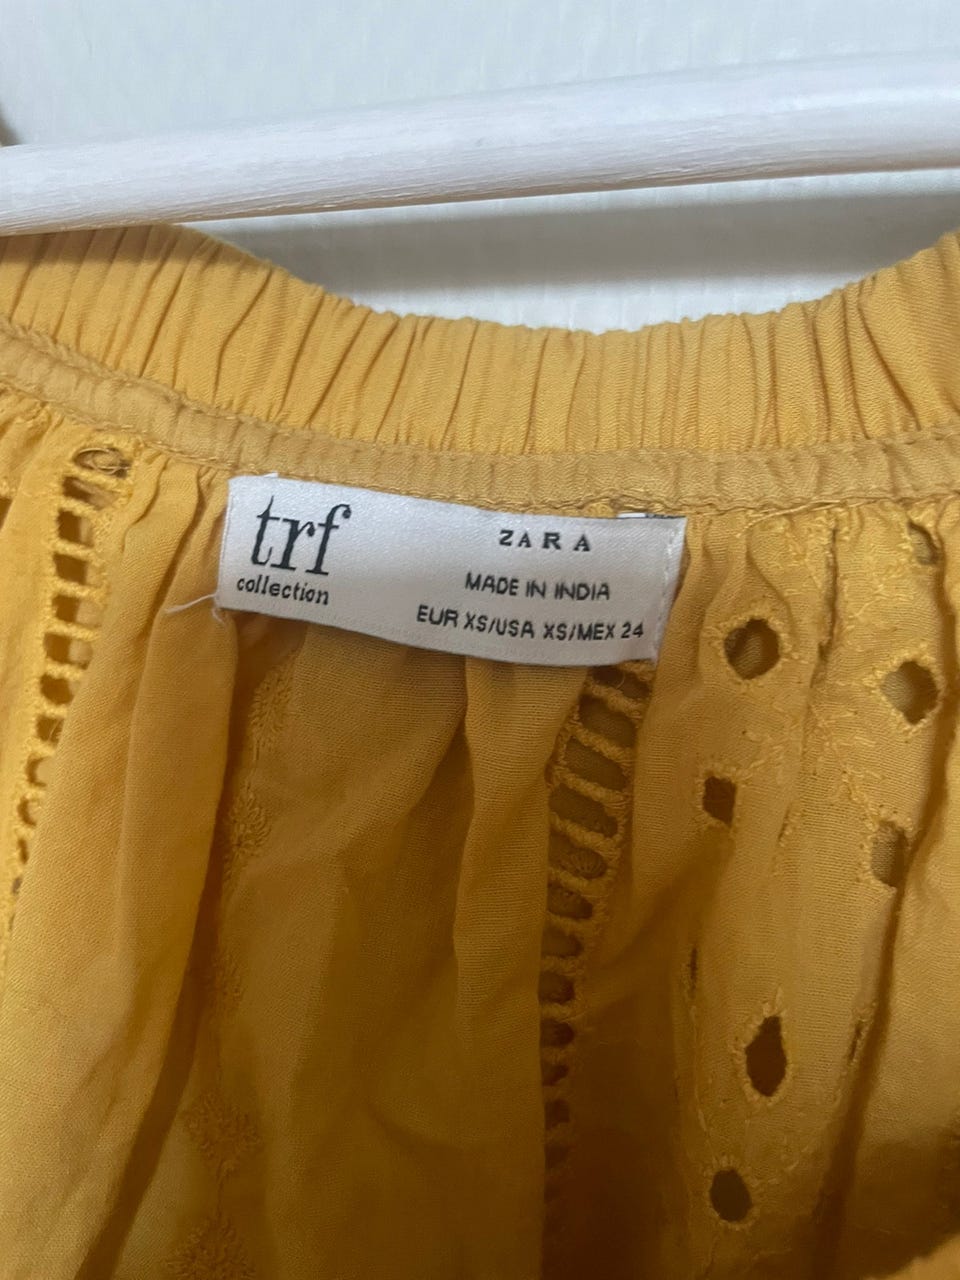 trf
collection
ZARA
MADE IN INDIA
EUR XS/USA XS/MEX 24